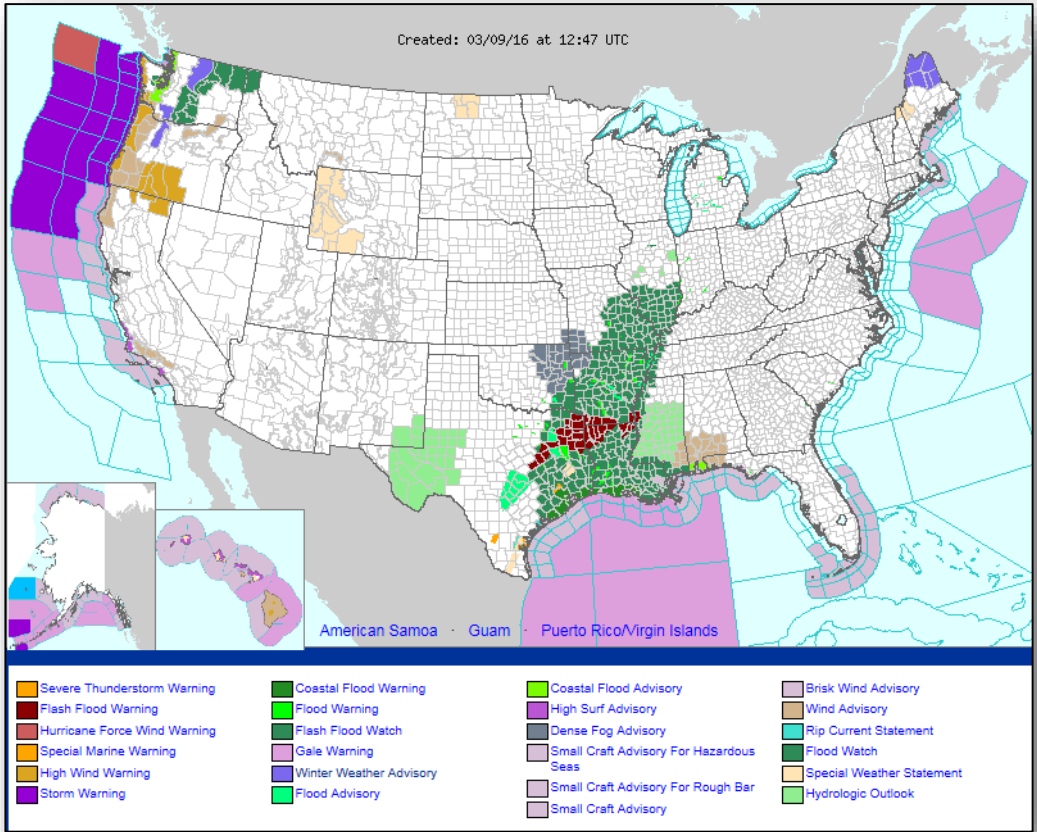 Created: 03/09/16 at 12:47 UTC
American Samoa · Guam · Puerto Rico/Virgin Islands
Severe Thunderstorm Warning
Flash Flood Warning
Hurricane Force Wind Warning
Special Marine Warning
High Wind Warning
Storm Warning
Coastal Flood Warning
Flood Warning
Flash Flood Watch
Gale Warning
Winter Weather Advisory
Flood Advisory
Coastal Flood Advisory
High Surf Advisory
Dense Fog Advisory
Small Craft Advisory For Hazardous
Seas
Small Craft Advisory For Rough Bar
Small Craft Advisory
Brisk Wind Advisory
Wind Advisory
Rip Current Statement
Flood Watch
Special Weather Statement
Hydrologic Outlook